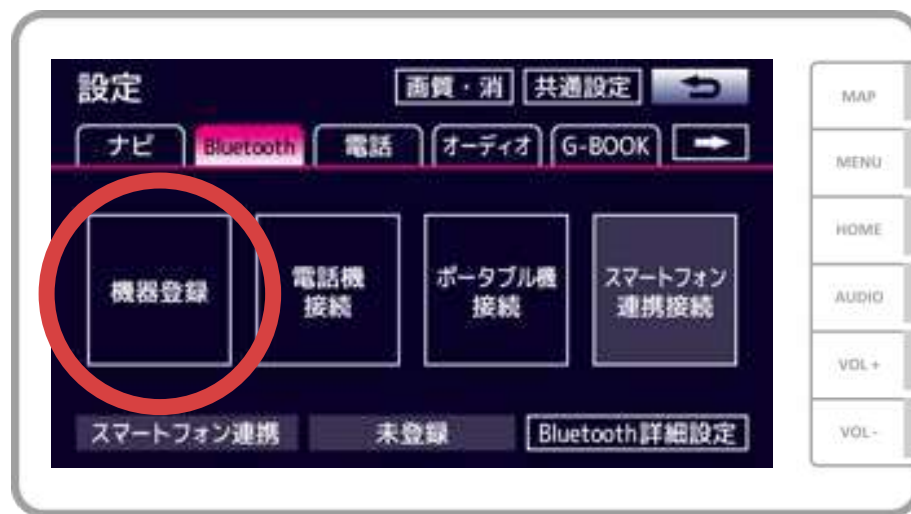 設定
画質・消
共通設定
ナビ
Bluetooth
電話
オーディオ
G-BOOK
機器登録
電話機
接続
ポータブル機
接続
スマートフォン
連携接続
スマートフォン連携
未登録
Bluetooth詳細設定
MAP
MENU
HOME
AUDIO
VOL +
VOL -